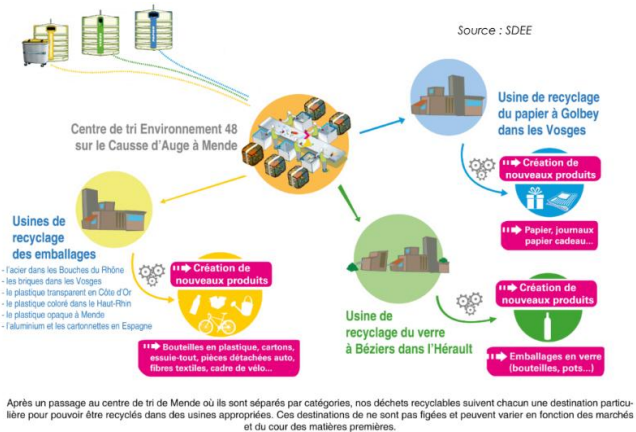 Source : SDEE
Centre de tri Environnement 48
sur le Causse d'Auge à Mende
Usine de recyclage
du papier à Golbey
dans les Vosges
Création de
nouveaux produits
Papier, journaux
papier cadeau...
Usines de
recyclage
des emballages
- l'acier dans les Bouches du Rhône
- les briques dans les Vosges
- le plastique transparent en Côte d'Or
- le plastique coloré dans le Haut-Rhin
- le plastique opaque à Mende
- l'aluminium et les cartonnettes en Espagne
Création de
nouveaux produits
Bouteilles en plastique, cartons,
essuie-tout, pièces détachées auto,
fibres textiles, cadre de vélo...
Usine de
recyclage du verre
à Béziers dans l'Hérault
Création de
nouveaux produits
Emballages en verre
(bouteilles, pots...)
Après un passage au centre de tri de Mende où ils sont séparés par catégories, nos déchets recyclables suivent chacun une destination particu-
lière pour pouvoir être recyclés dans des usines appropriées. Ces destinations de ne sont pas figées et peuvent varier en fonction des marchés
et du cour des matières premières.